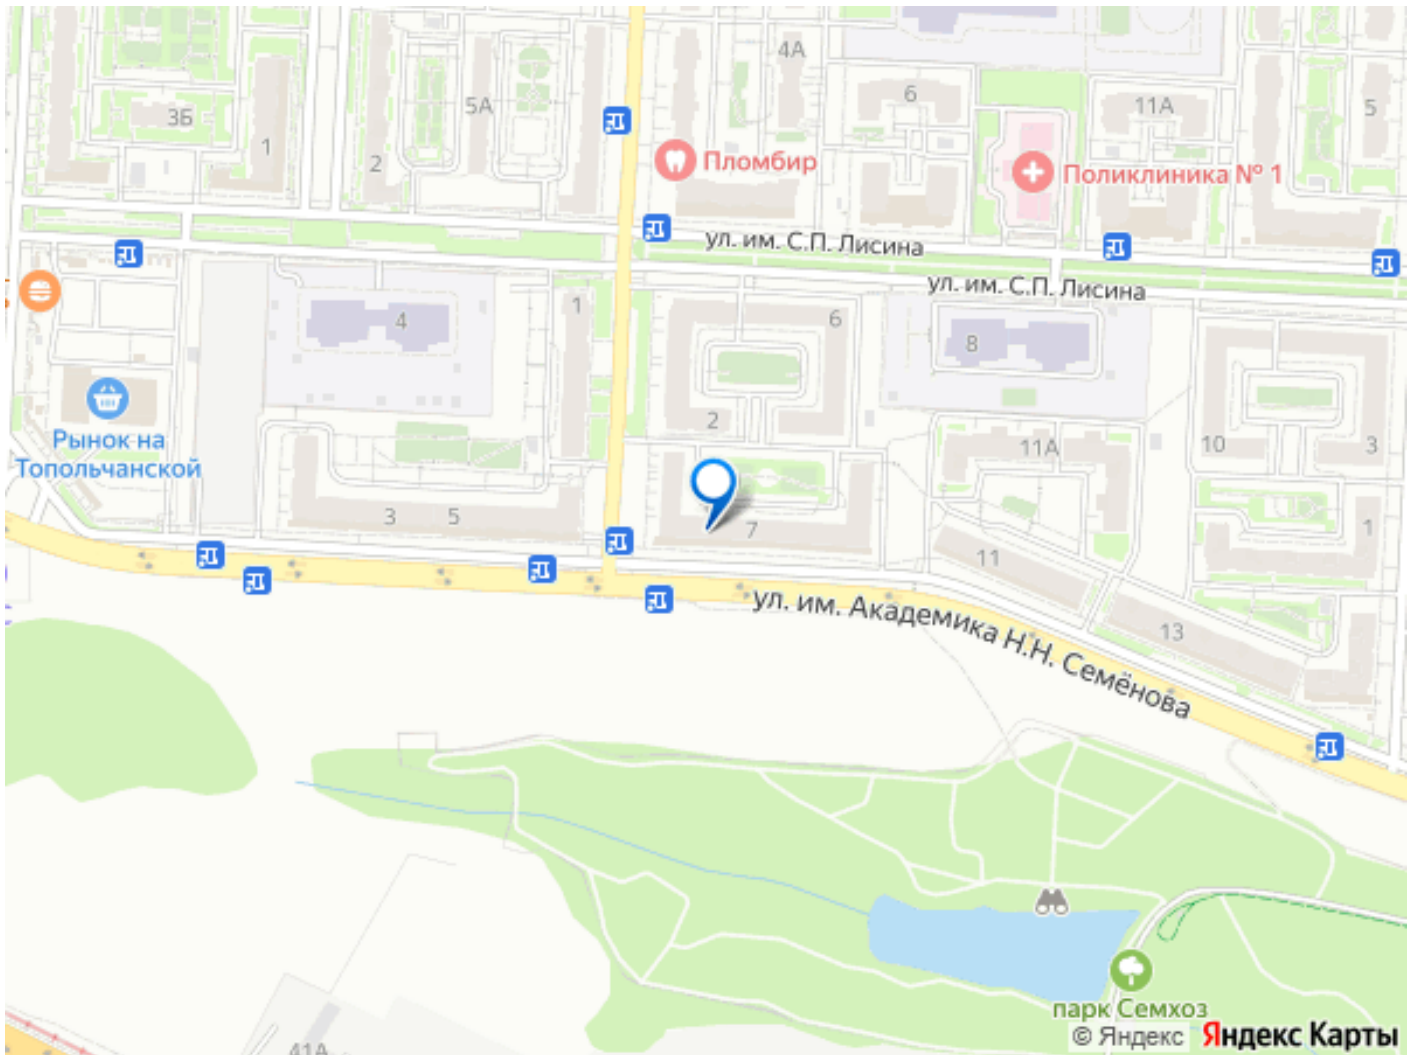 4А
6
11А
5
3Б
5А
1
2
Пломбир
Поликлиника № 1
ул. им. С.П. Лисина
ул. им. С.П. Лисина
4
1
6
8
2
11А
10
3
Рынок на
Топольчанской
3
5
7
11
1
13
ул. им. Академика Н.Н. Семёнова
парк Семхоз
41А
© Яндекс Яндекс Карты